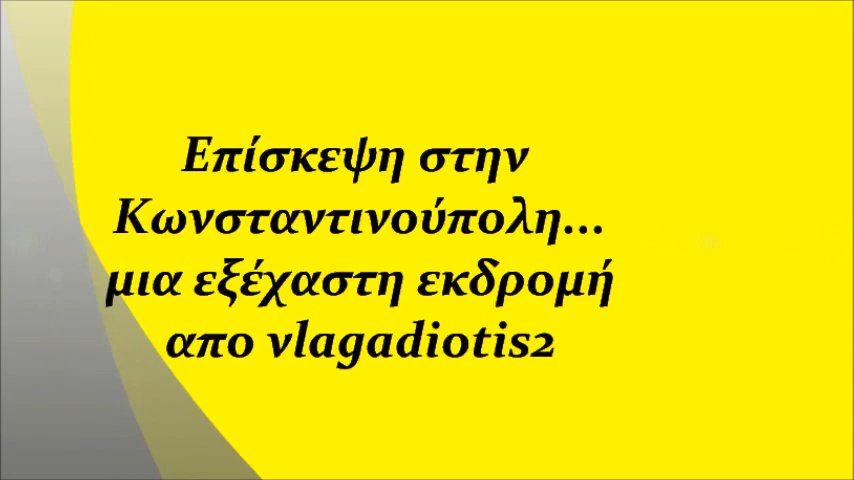 Επίσκεψη στην
Κωνσταντινούπολη...
μια εξέχαστη εκδρομή
απο vlagadiotis2